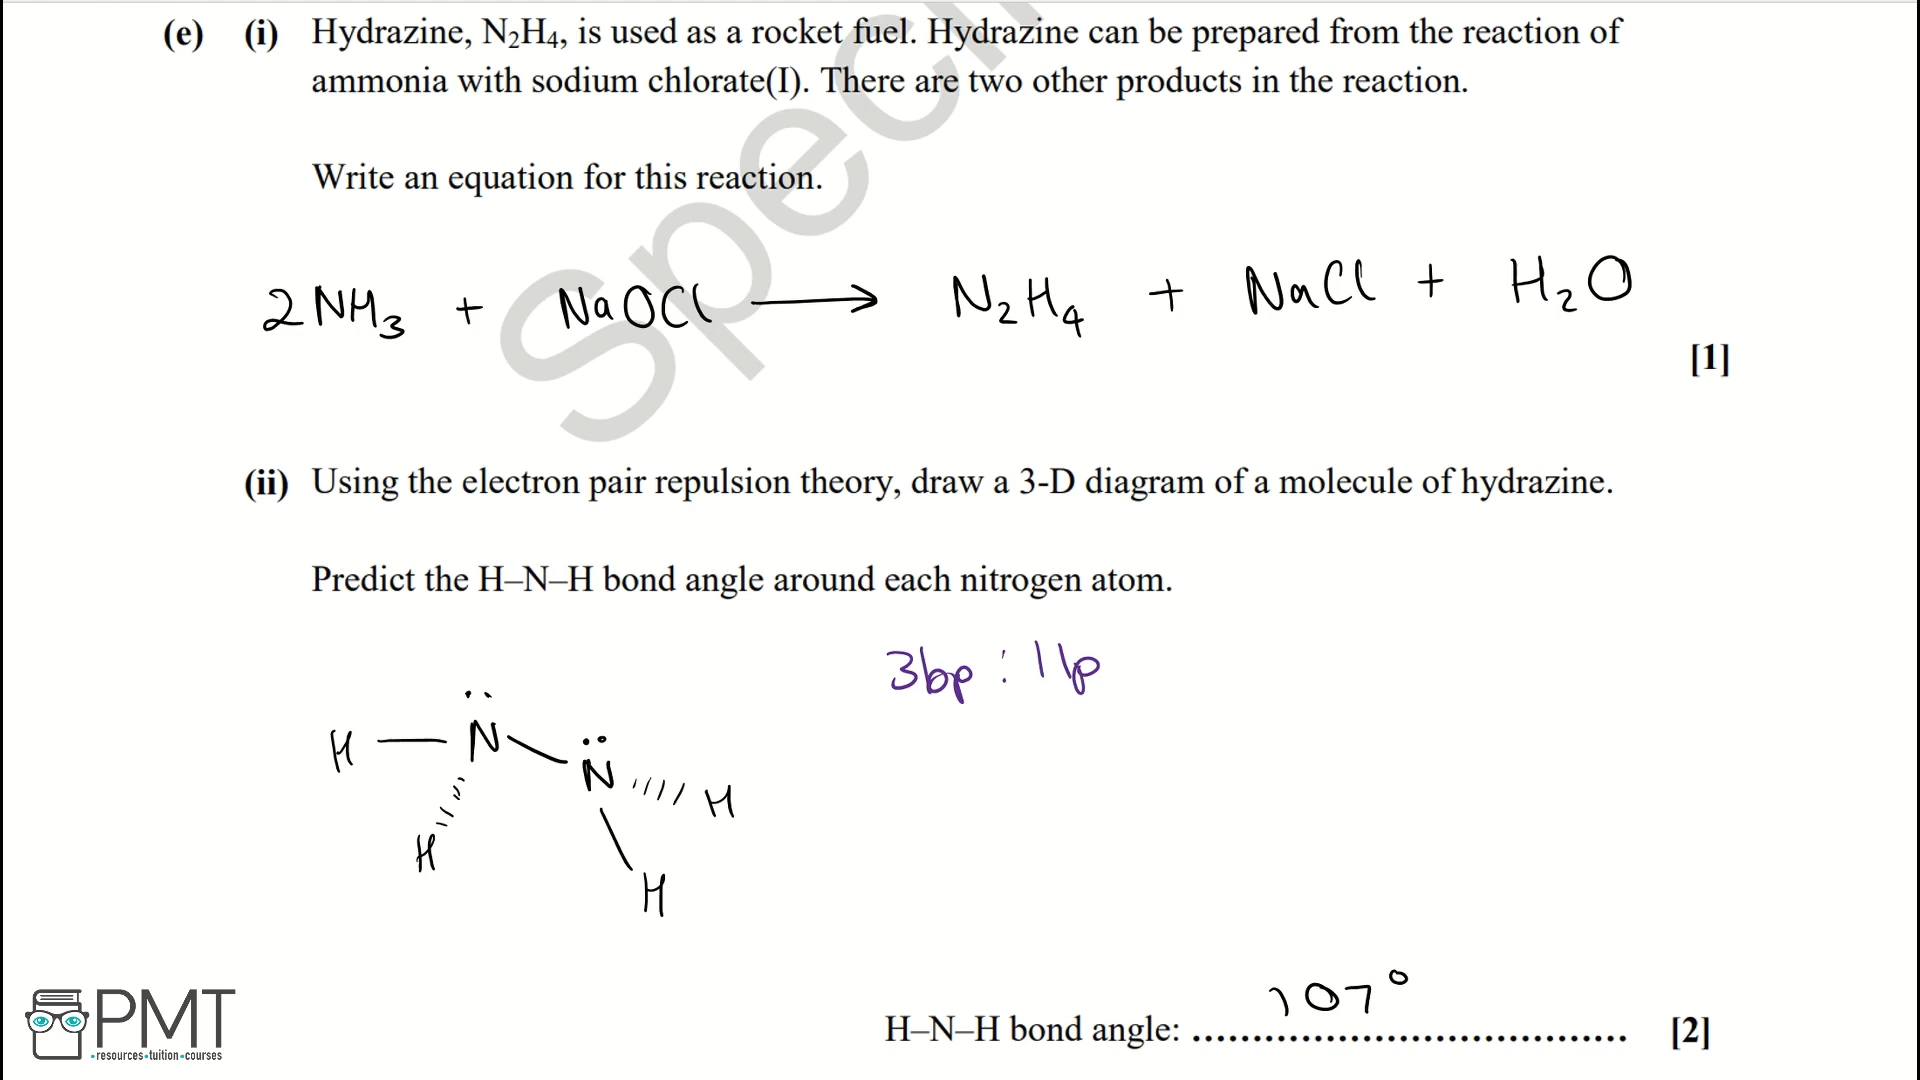 (e) (i) Hydrazine, N₂H₄, is used as a rocket fuel. Hydrazine can be prepared from the reaction of
ammonia with sodium chlorate(I). There are two other products in the reaction.
Write an equation for this reaction.
2NH₃ + NaOCl ⟶ N₂H₄ + NaCl + H₂O
[1]
(ii) Using the electron pair repulsion theory, draw a 3-D diagram of a molecule of hydrazine.
Predict the H–N–H bond angle around each nitrogen atom.
3bp : 1lp
H N N H
H H
107°
H–N–H bond angle: .................................... [2]
PMT
•resources•tuition•courses
Speci